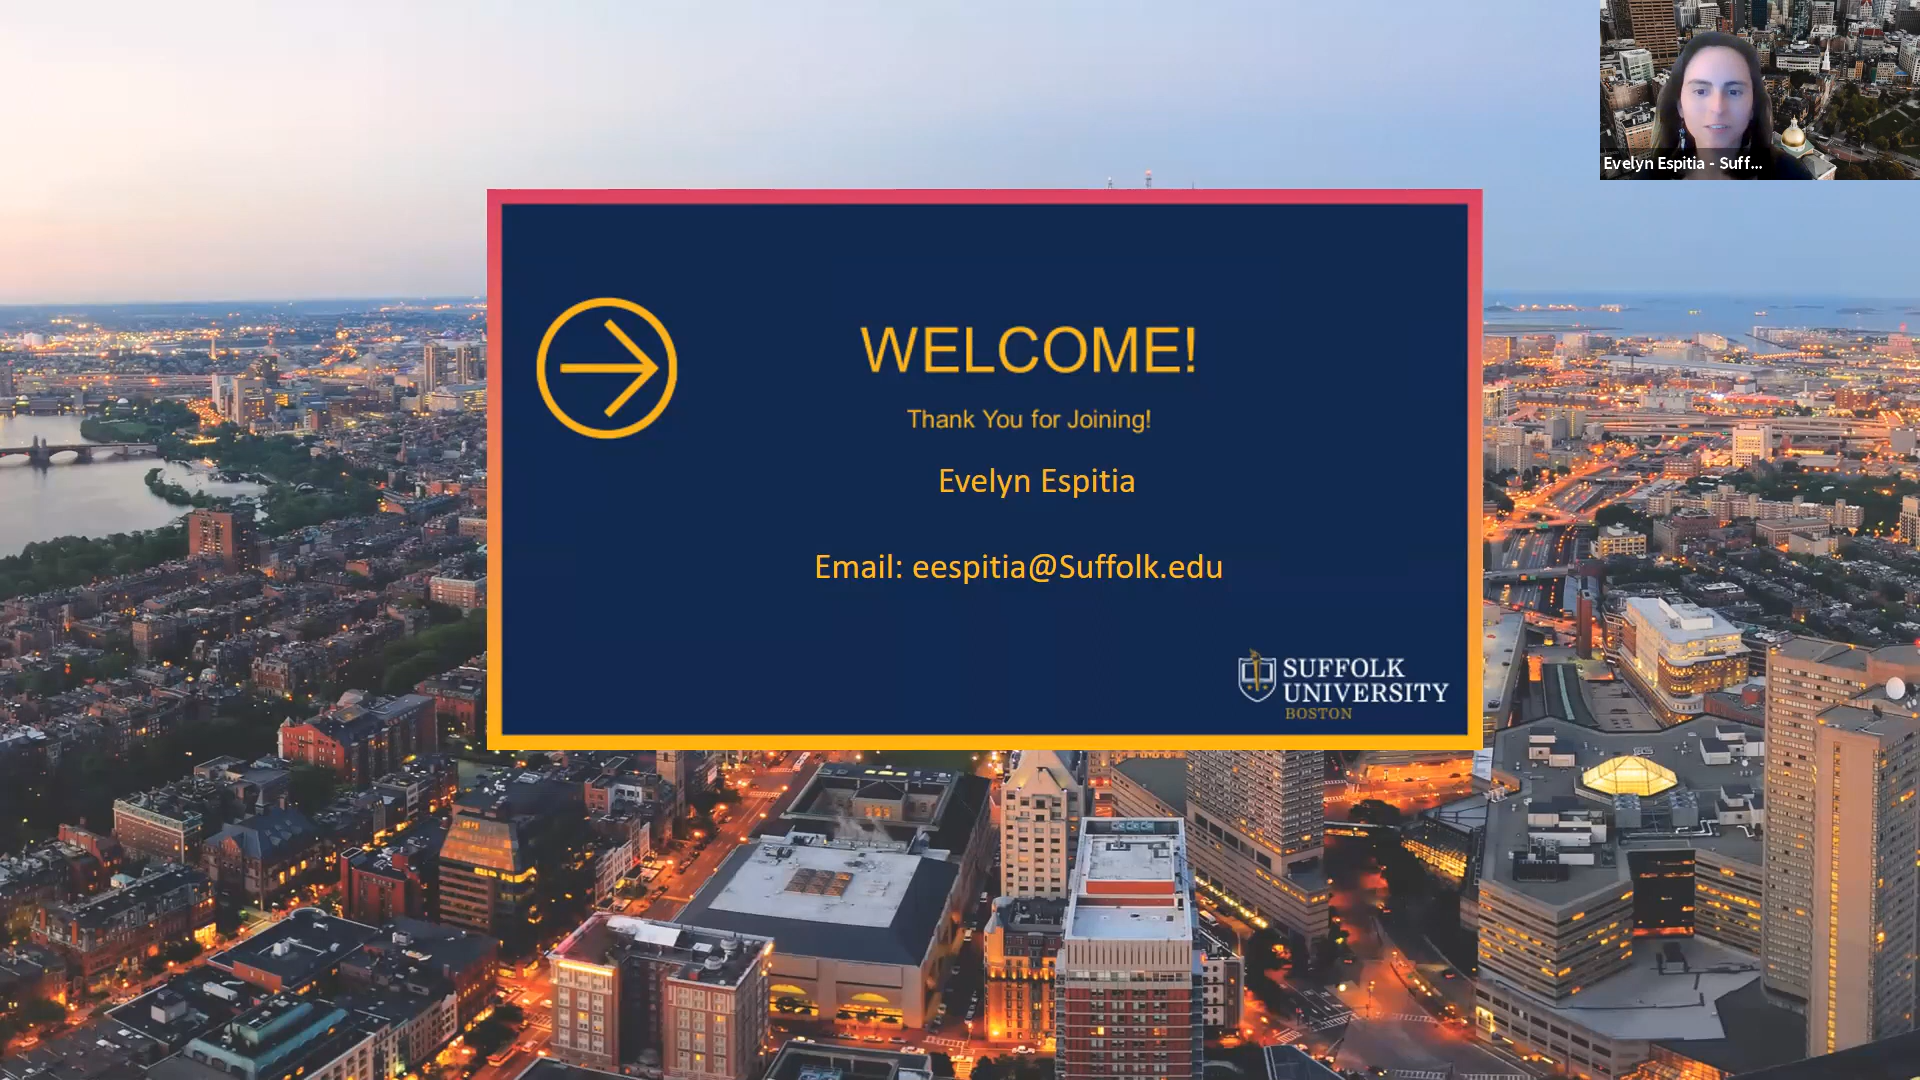 WELCOME!
Thank You for Joining!
Evelyn Espitia
Email: eespitia@Suffolk.edu
SUFFOLK
UNIVERSITY
BOSTON
Evelyn Espitia - Suff...